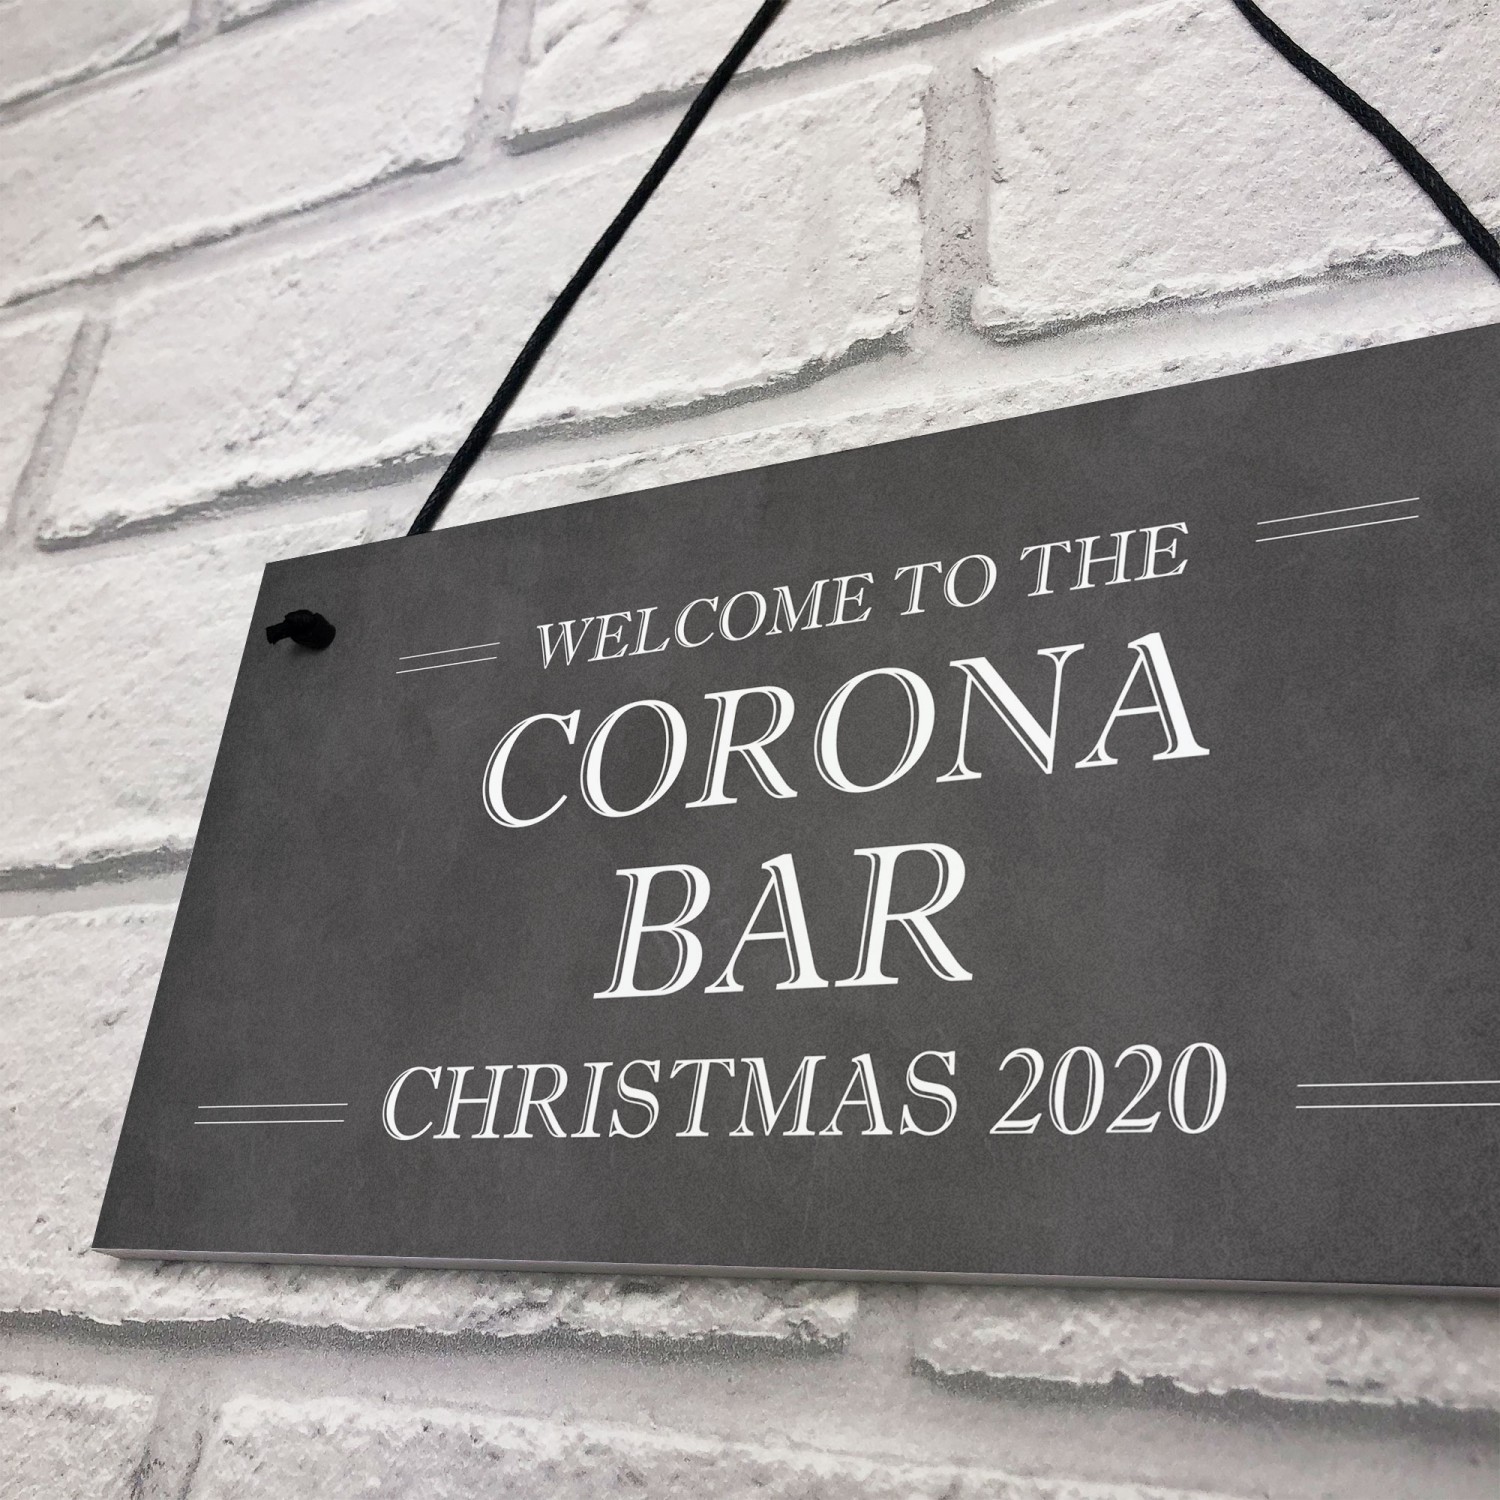 WELCOME TO THE
CORONA
BAR
CHRISTMAS 2020